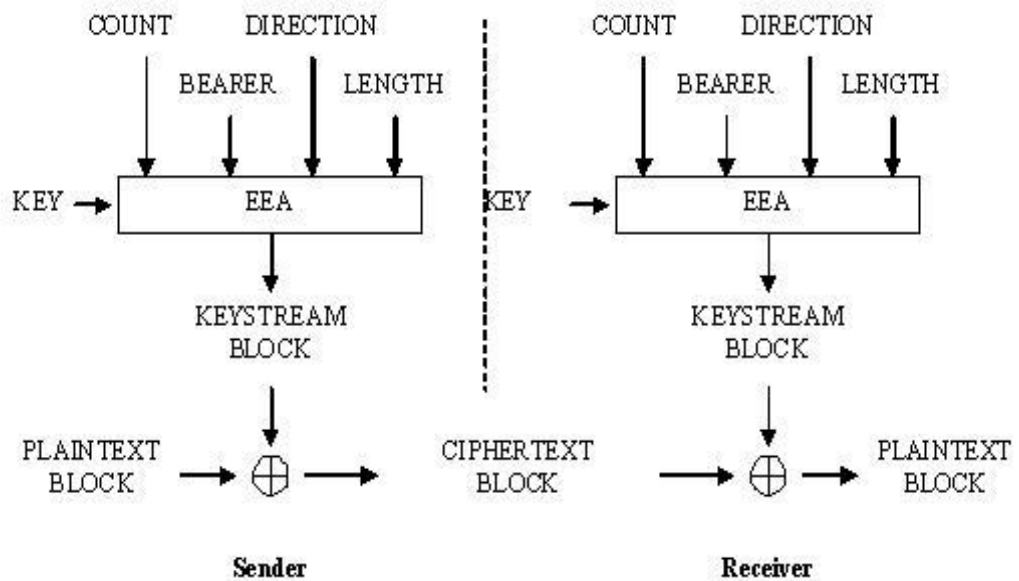 COUNT DIRECTION COUNT DIRECTION
BEARER LENGTH BEARER LENGTH
KEY EEA KEY EEA
KEYSTREAM BLOCK KEYSTREAM BLOCK
PLAINTEXT BLOCK CIPHERTEXT BLOCK PLAINTEXT BLOCK
Sender Receiver